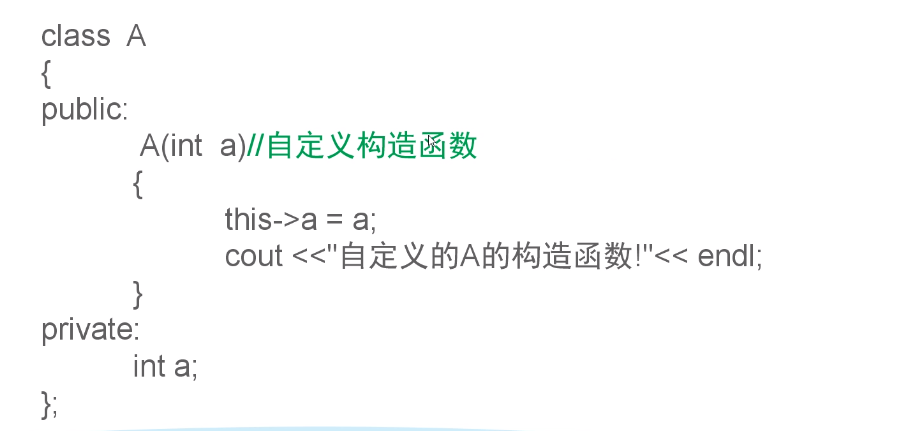 class  A
{
public:
A(int  a)//自定义构造函数
{
this->a = a;
cout <<"自定义的A的构造函数!"<< endl;
}
private:
int a;
};